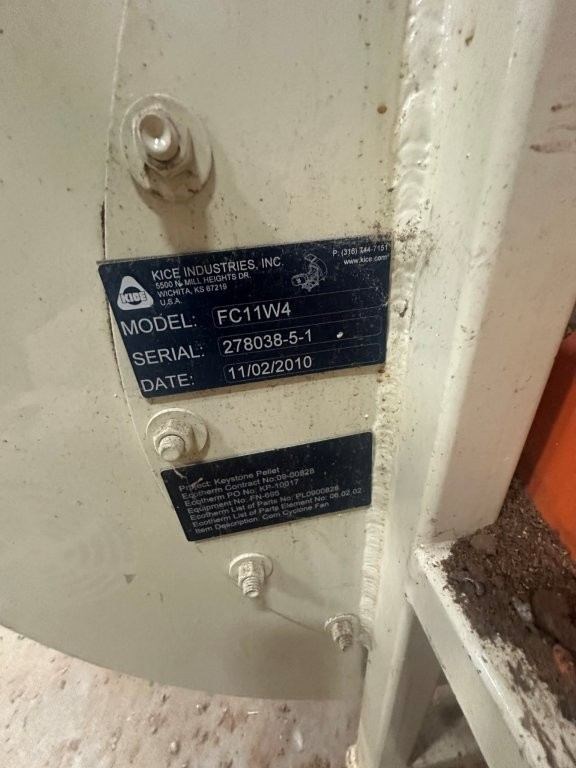 KICE
KICE INDUSTRIES, INC.
5500 N. MILL HEIGHTS DR.
WICHITA, KS 67219
U.S.A.
P. (316) 744-7151
www.kice.com
MODEL: FC11W4
SERIAL: 278038-5-1
DATE: 11/02/2010
Project: Keystone Pellet
Ecotherm Contract No:09-00828
Ecotherm PO No: KP-10017
Equipment No: FN-695
Ecotherm List of Parts No: PL0900828
Ecotherm List of Parts Element No: 06.02.02
Item Description: Com Cyclone Fan